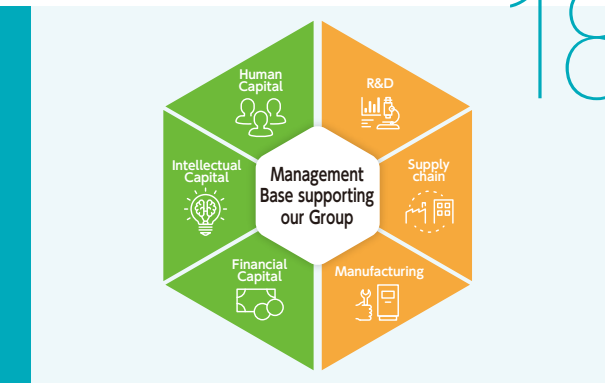 18
Human
Capital
R&D
Intellectual
Capital
Supply
chain
Management
Base supporting
our Group
Financial
Capital
Manufacturing